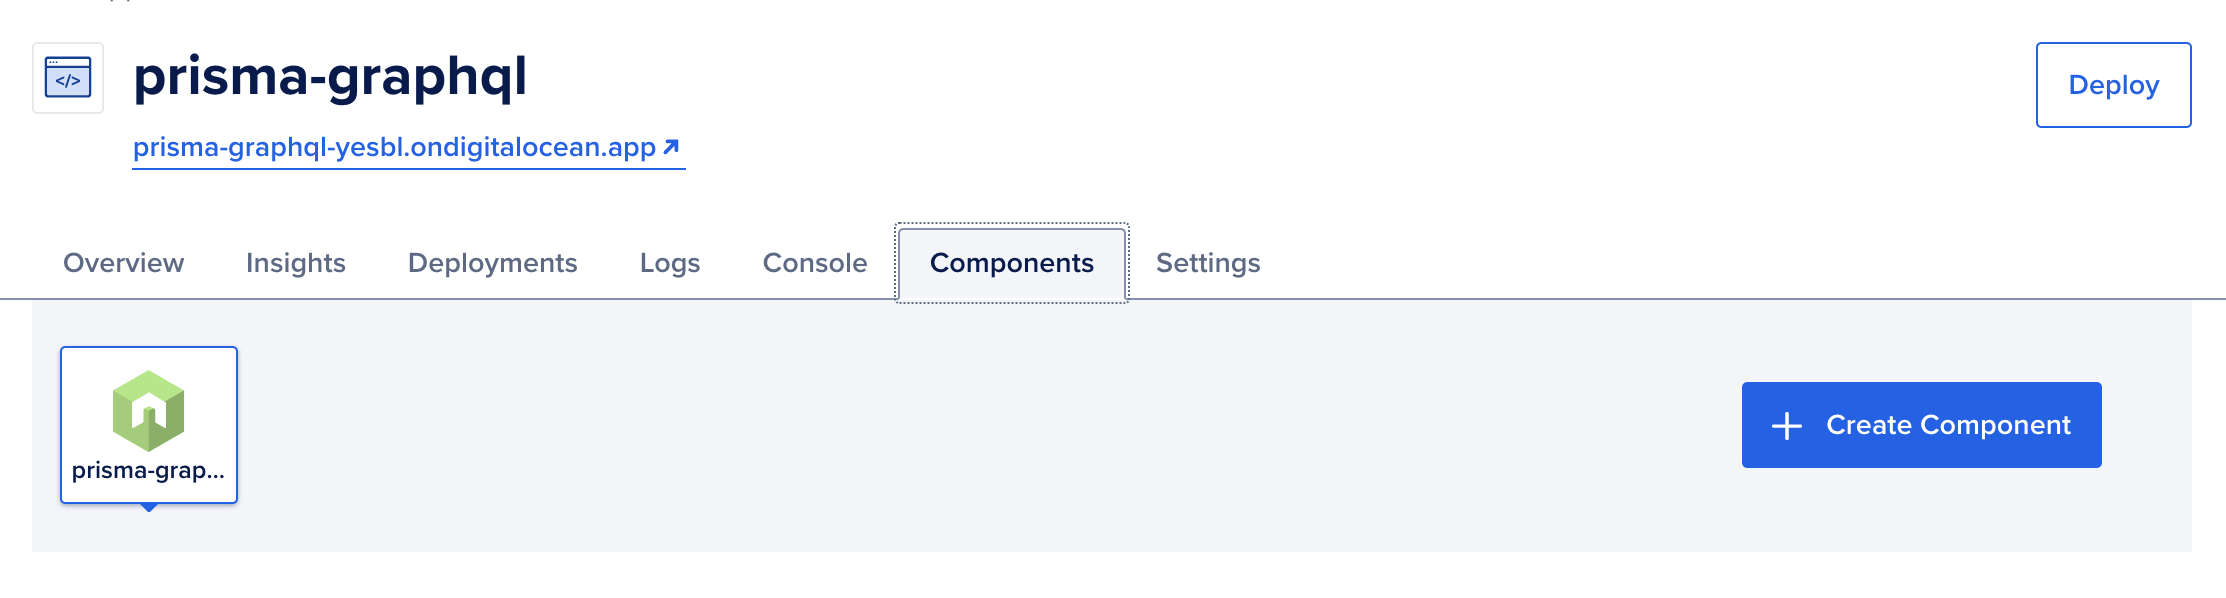 prisma-graphql
Deploy
prisma-graphql-yesbl.ondigitalocean.app
Overview Insights Deployments Logs Console Components Settings
prisma-grap...
Create Component